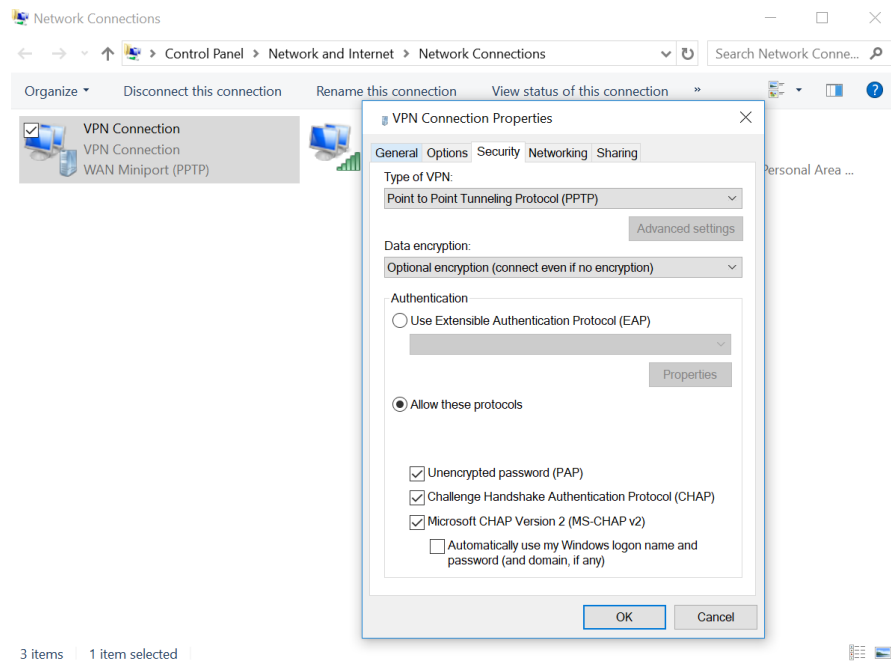 Network Connections
Control Panel > Network and Internet > Network Connections
Search Network Conne...
Organize Disconnect this connection Rename this connection View status of this connection »
VPN Connection
VPN Connection
WAN Miniport (PPTP)
Personal Area ...
VPN Connection Properties
General Options Security Networking Sharing
Type of VPN:
Point to Point Tunneling Protocol (PPTP)
Advanced settings
Data encryption:
Optional encryption (connect even if no encryption)
Authentication
Use Extensible Authentication Protocol (EAP)
Properties
Allow these protocols
Unencrypted password (PAP)
Challenge Handshake Authentication Protocol (CHAP)
Microsoft CHAP Version 2 (MS-CHAP v2)
Automatically use my Windows logon name and
password (and domain, if any)
OK Cancel
3 items 1 item selected